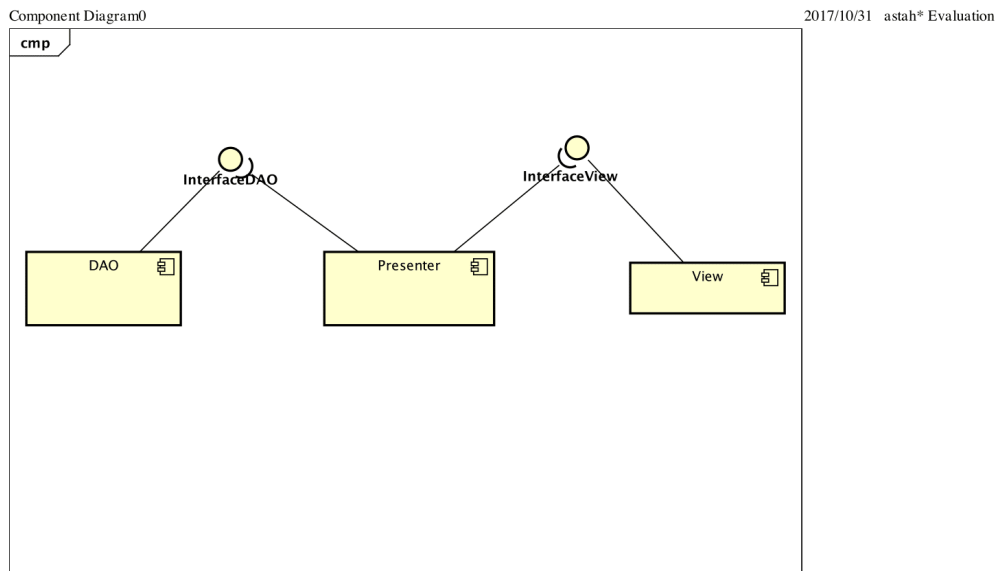 Component Diagram0 2017/10/31 astah* Evaluation
cmp
InterfaceDAO InterfaceView
DAO Presenter View